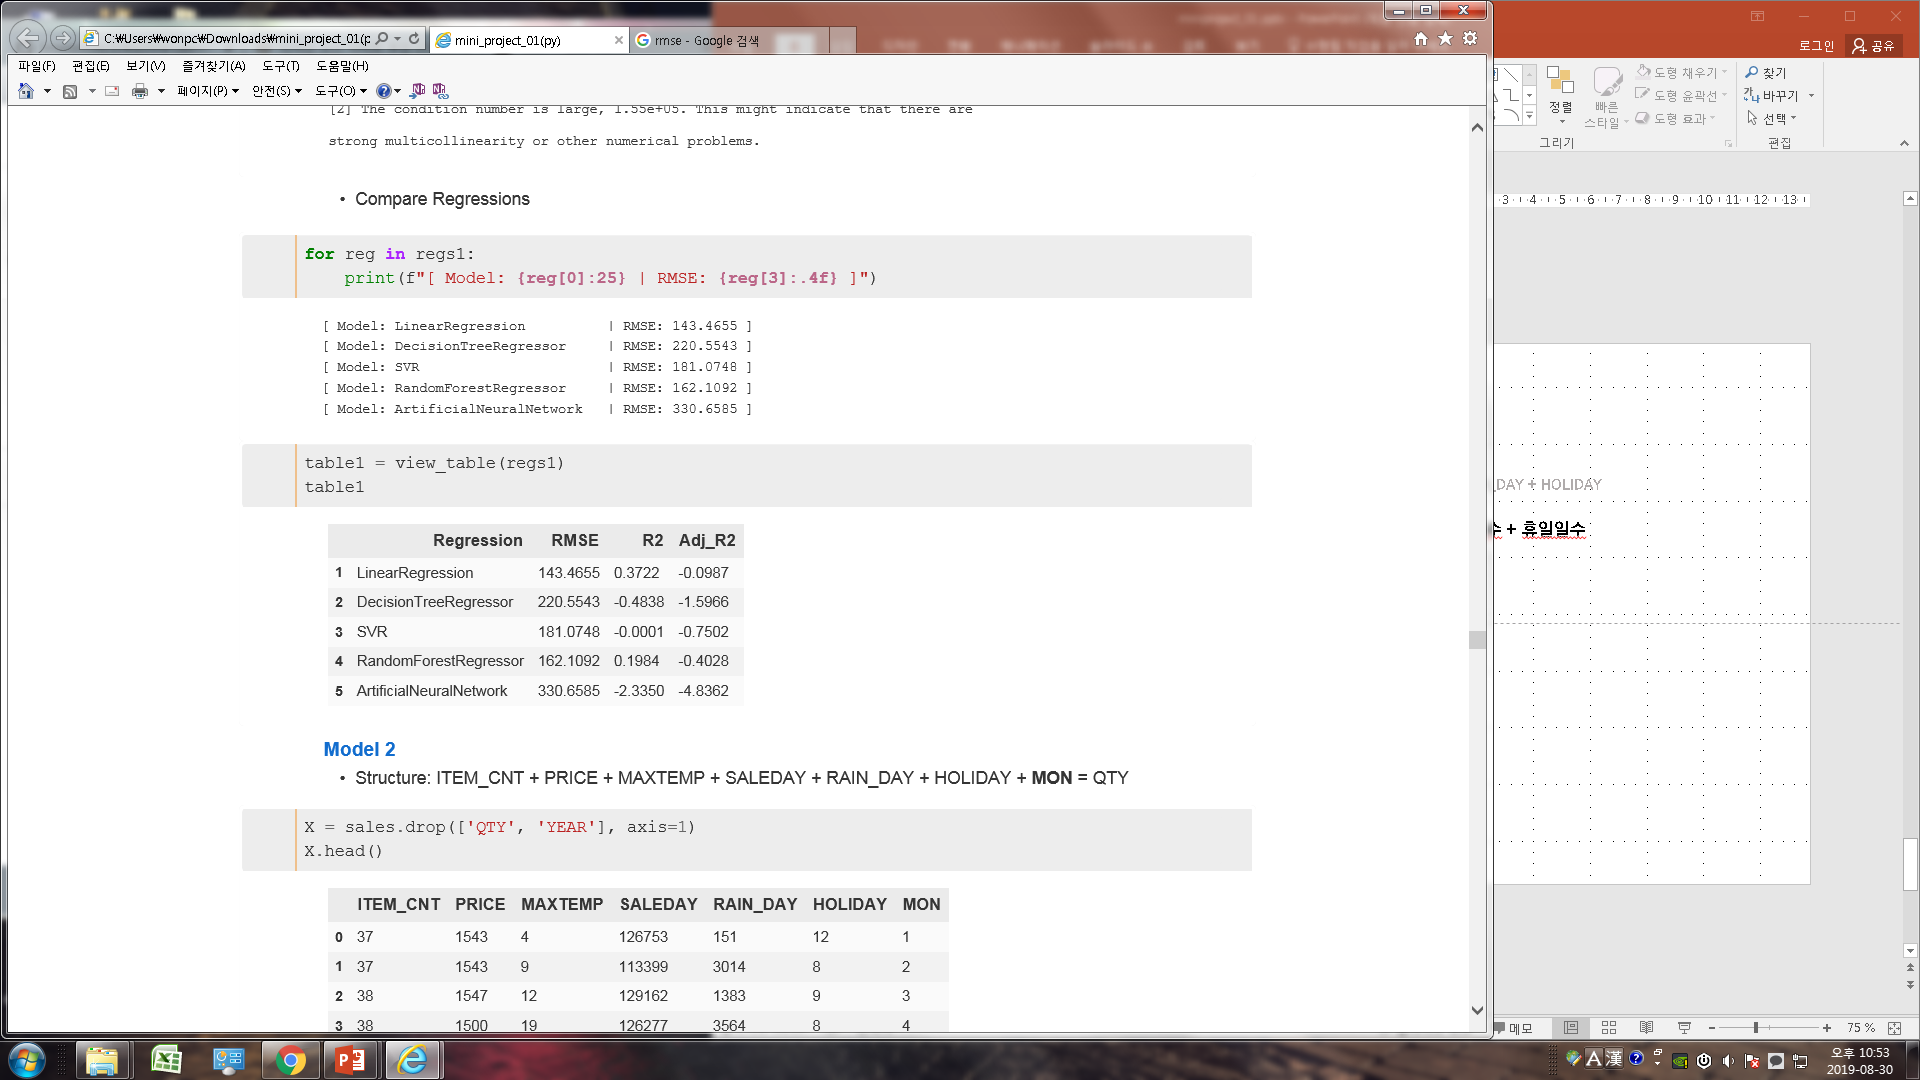 C:₩Users₩wonpc₩Downloads₩mini_project_01(p
mini_project_01(py)
rmse - Google 검색
파일(F) 편집(E) 보기(V) 즐겨찾기(A) 도구(T) 도움말(H)
페이지(P) 안전(S) 도구(O)
[2] The condition number is large, 1.55e+05. This might indicate that there are
strong multicollinearity or other numerical problems.
• Compare Regressions
for reg in regs1:
print(f"[ Model: {reg[0]:25} | RMSE: {reg[3]:.4f} ]")
[ Model: LinearRegression | RMSE: 143.4655 ]
[ Model: DecisionTreeRegressor | RMSE: 220.5543 ]
[ Model: SVR | RMSE: 181.0748 ]
[ Model: RandomForestRegressor | RMSE: 162.1092 ]
[ Model: ArtificialNeuralNetwork | RMSE: 330.6585 ]
table1 = view_table(regs1)
table1
Regression RMSE R2 Adj_R2
1 LinearRegression 143.4655 0.3722 -0.0987
2 DecisionTreeRegressor 220.5543 -0.4838 -1.5966
3 SVR 181.0748 -0.0001 -0.7502
4 RandomForestRegressor 162.1092 0.1984 -0.4028
5 ArtificialNeuralNetwork 330.6585 -2.3350 -4.8362
Model 2
• Structure: ITEM_CNT + PRICE + MAXTEMP + SALEDAY + RAIN_DAY + HOLIDAY + MON = QTY
X = sales.drop(['QTY', 'YEAR'], axis=1)
X.head()
ITEM_CNT PRICE MAXTEMP SALEDAY RAIN_DAY HOLIDAY MON
0 37 1543 4 126753 151 12 1
1 37 1543 9 113399 3014 8 2
2 38 1547 12 129162 1383 9 3
3 38 1500 19 126277 3564 8 4
로그인 공유
정렬
빠른
스타일
도형 채우기
도형 윤곽선
도형 효과
그리기
찾기
바꾸기
선택
편집
3 4 5 6 7 8 9 10 11 12 13
_DAY + HOLIDAY
수 + 휴일일수
메모
75 %
A 漢
오후 10:53
2019-08-30